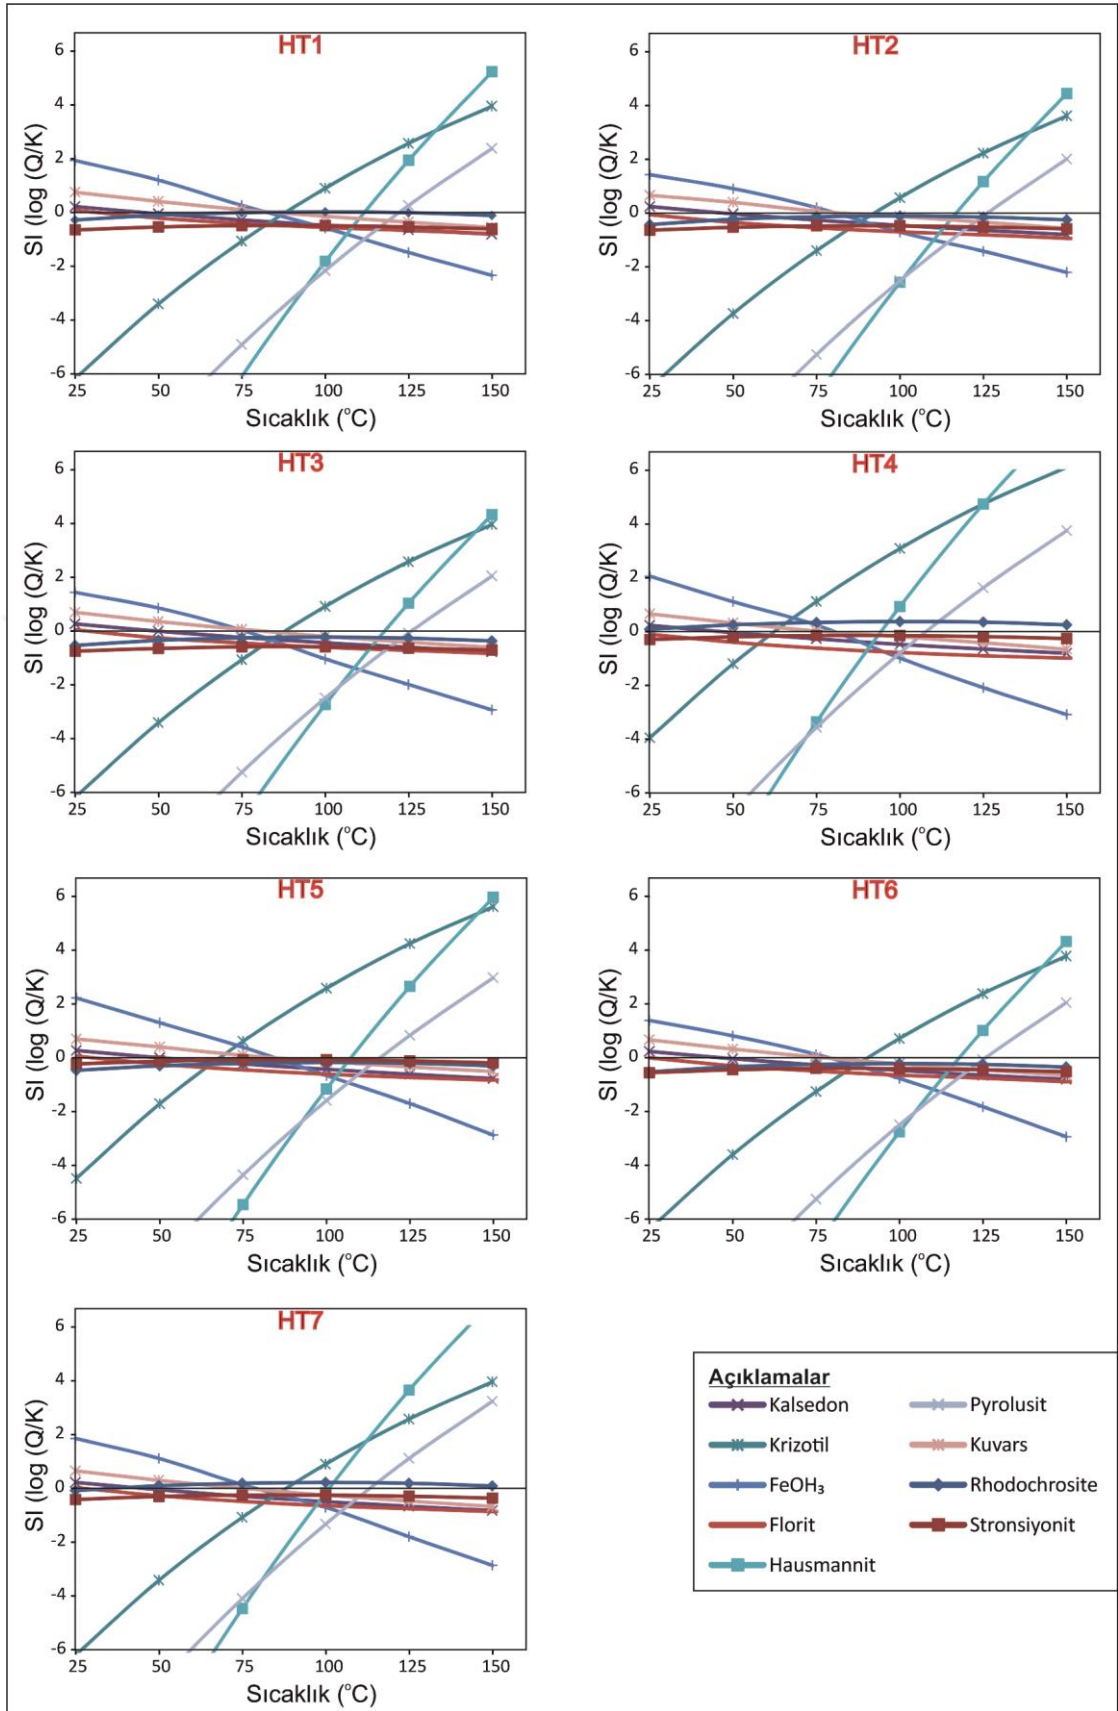 HT1
SI (log (Q/K)
6
4
2
0
-2
-4
-6
25 50 75 100 125 150
Sıcaklık (°C)
HT2
SI (log (Q/K)
6
4
2
0
-2
-4
-6
25 50 75 100 125 150
Sıcaklık (°C)
HT3
SI (log (Q/K)
6
4
2
0
-2
-4
-6
25 50 75 100 125 150
Sıcaklık (°C)
HT4
SI (log (Q/K)
6
4
2
0
-2
-4
-6
25 50 75 100 125 150
Sıcaklık (°C)
HT5
SI (log (Q/K)
6
4
2
0
-2
-4
-6
25 50 75 100 125 150
Sıcaklık (°C)
HT6
SI (log (Q/K)
6
4
2
0
-2
-4
-6
25 50 75 100 125 150
Sıcaklık (°C)
HT7
SI (log (Q/K)
6
4
2
0
-2
-4
-6
25 50 75 100 125 150
Sıcaklık (°C)
Açıklamalar
Kalsedon Pyrolusit
Krizotil Kuvars
FeOH₃ Rhodochrosite
Florit Stronsiyonit
Hausmannit